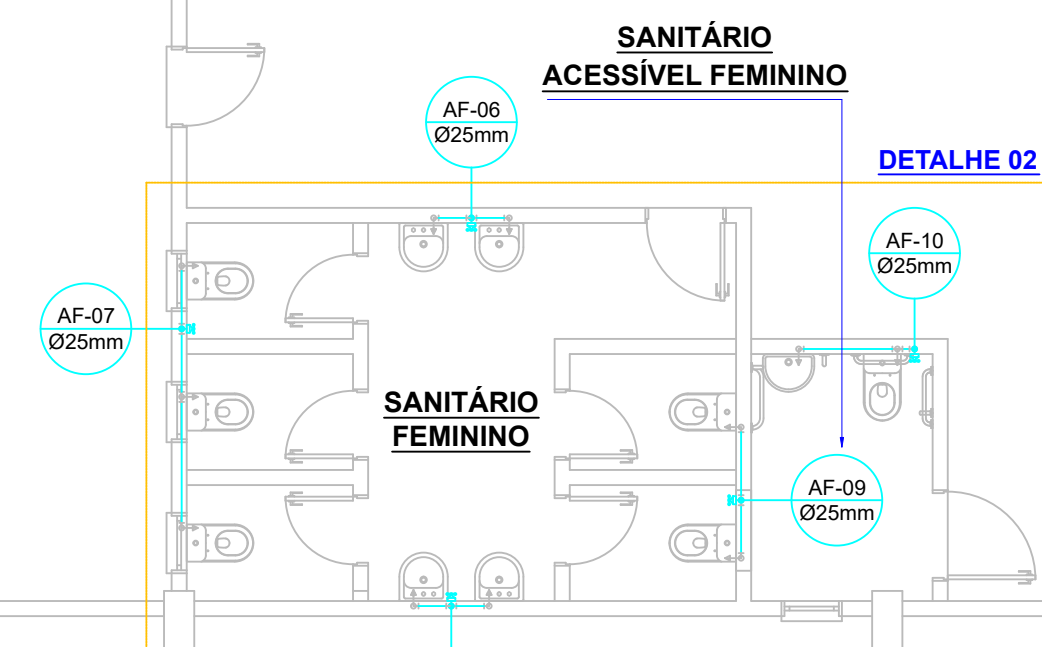 SANITÁRIO
ACESSÍVEL FEMININO
AF-06
Ø25mm
DETALHE 02
AF-10
Ø25mm
AF-07
Ø25mm
SANITÁRIO
FEMININO
AF-09
Ø25mm